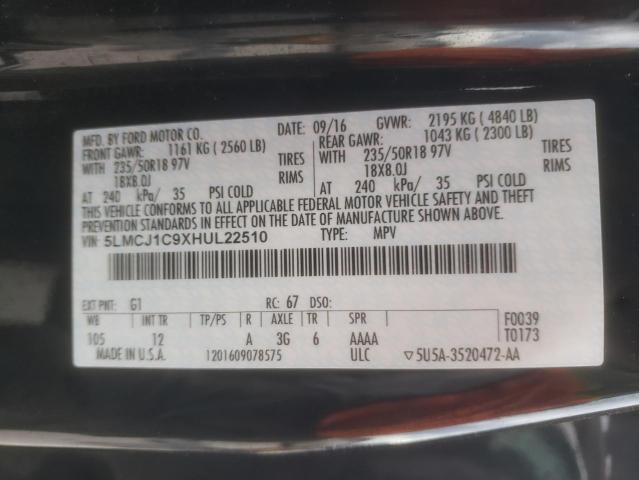 MFD. BY FORD MOTOR CO.
DATE: 09/16 GVWR: 2195 KG ( 4840 LB)
FRONT GAWR: 1161 KG ( 2560 LB) REAR GAWR: 1043 KG ( 2300 LB)
WITH 235/50R18 97V TIRES WITH 235/50R18 97V TIRES
18X8.0J RIMS 18X8.0J RIMS
AT 240 kPa/ 35 PSI COLD AT 240 kPa/ 35 PSI COLD
THIS VEHICLE CONFORMS TO ALL APPLICABLE FEDERAL MOTOR VEHICLE SAFETY AND THEFT
PREVENTION STANDARDS IN EFFECT ON THE DATE OF MANUFACTURE SHOWN ABOVE.
VIN: 5LMCJ1C9XHUL22510 TYPE: MPV
EXT PNT: G1 RC: 67 DSO: F0039
WB INT TR TP/PS R AXLE TR SPR T0173
105 12 A 3G 6 AAAA
MADE IN U.S.A. 1201609078575 ULC ▽5U5A-3520472-AA